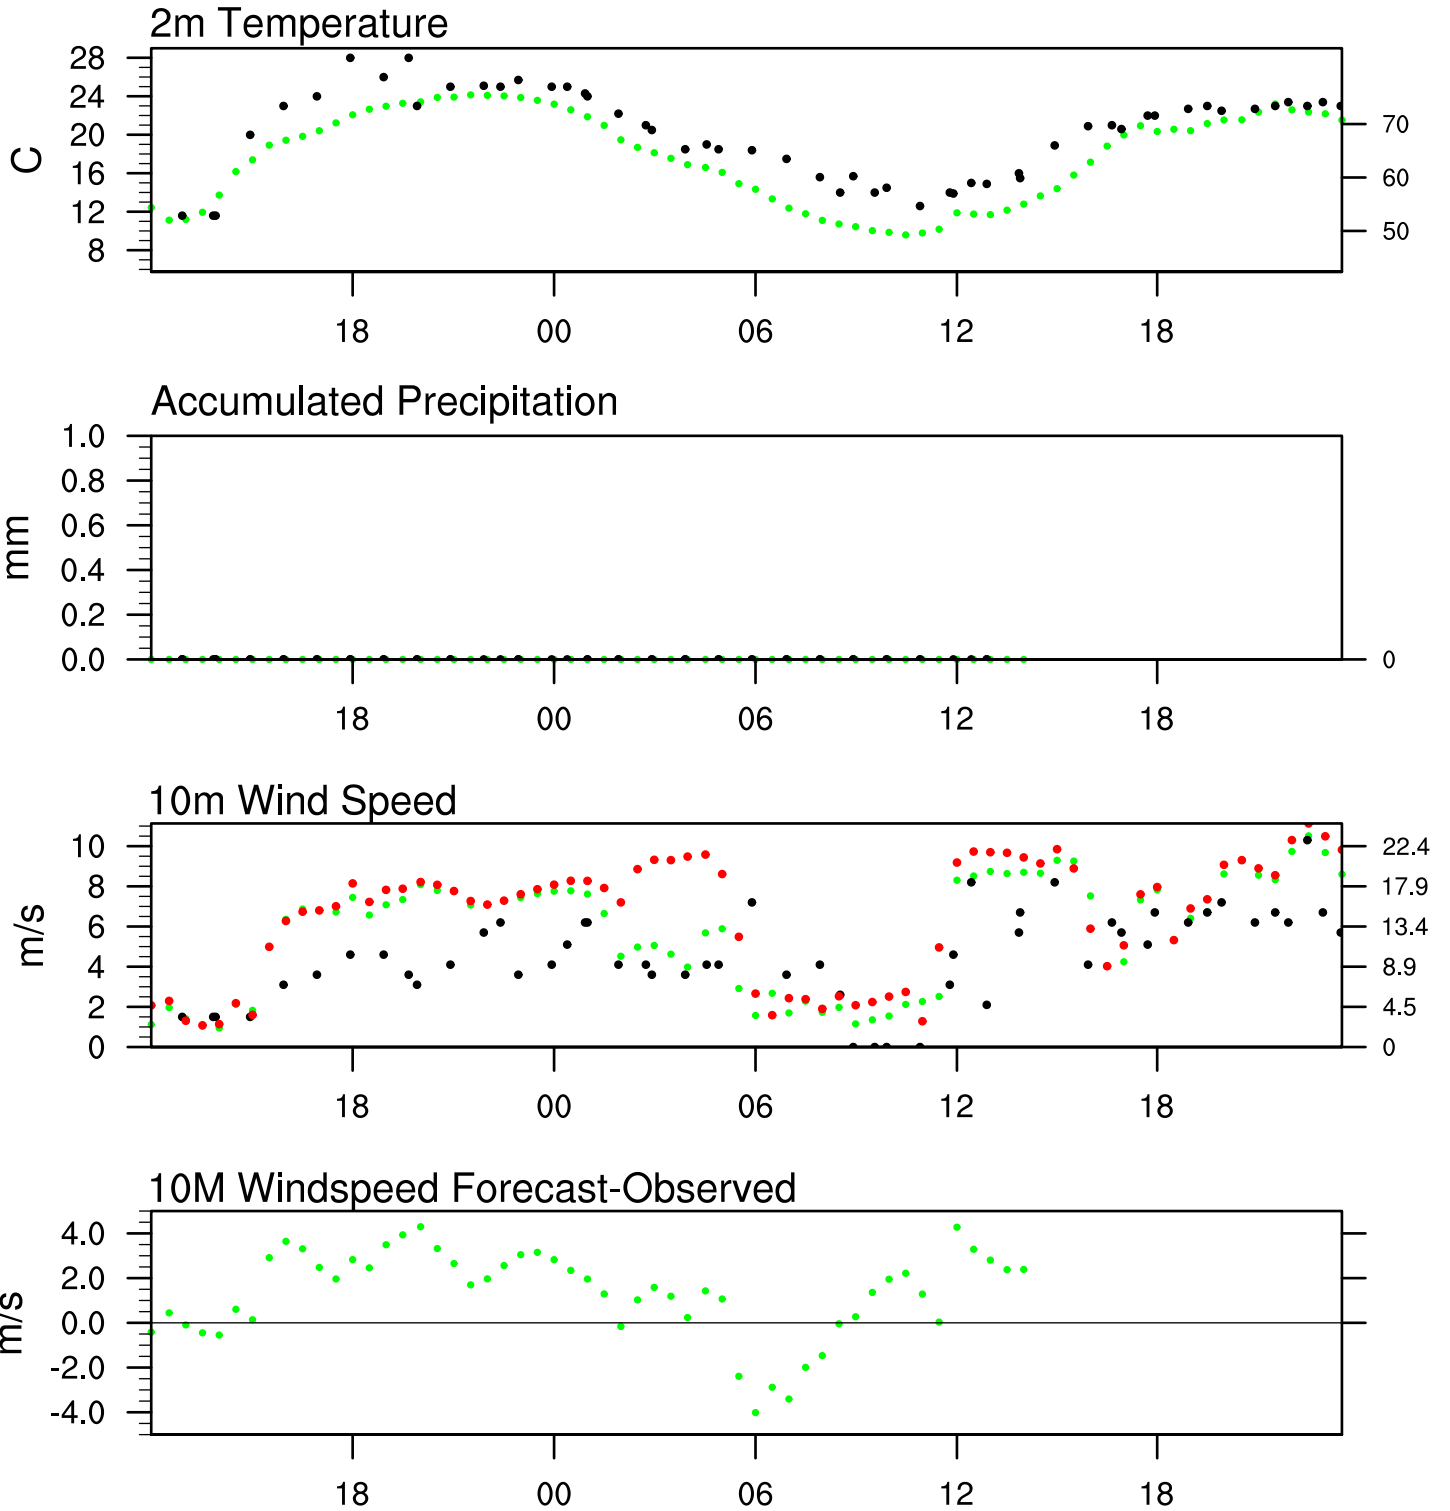 2m Temperature
28
24
20
16
12
8
C
70
60
50
18 00 06 12 18
Accumulated Precipitation
1.0
0.8
0.6
0.4
0.2
0.0
mm
0
18 00 06 12 18
10m Wind Speed
10
8
6
4
2
0
m/s
22.4
17.9
13.4
8.9
4.5
0
18 00 06 12 18
10M Windspeed Forecast-Observed
4.0
2.0
0.0
-2.0
-4.0
m/s
18 00 06 12 18